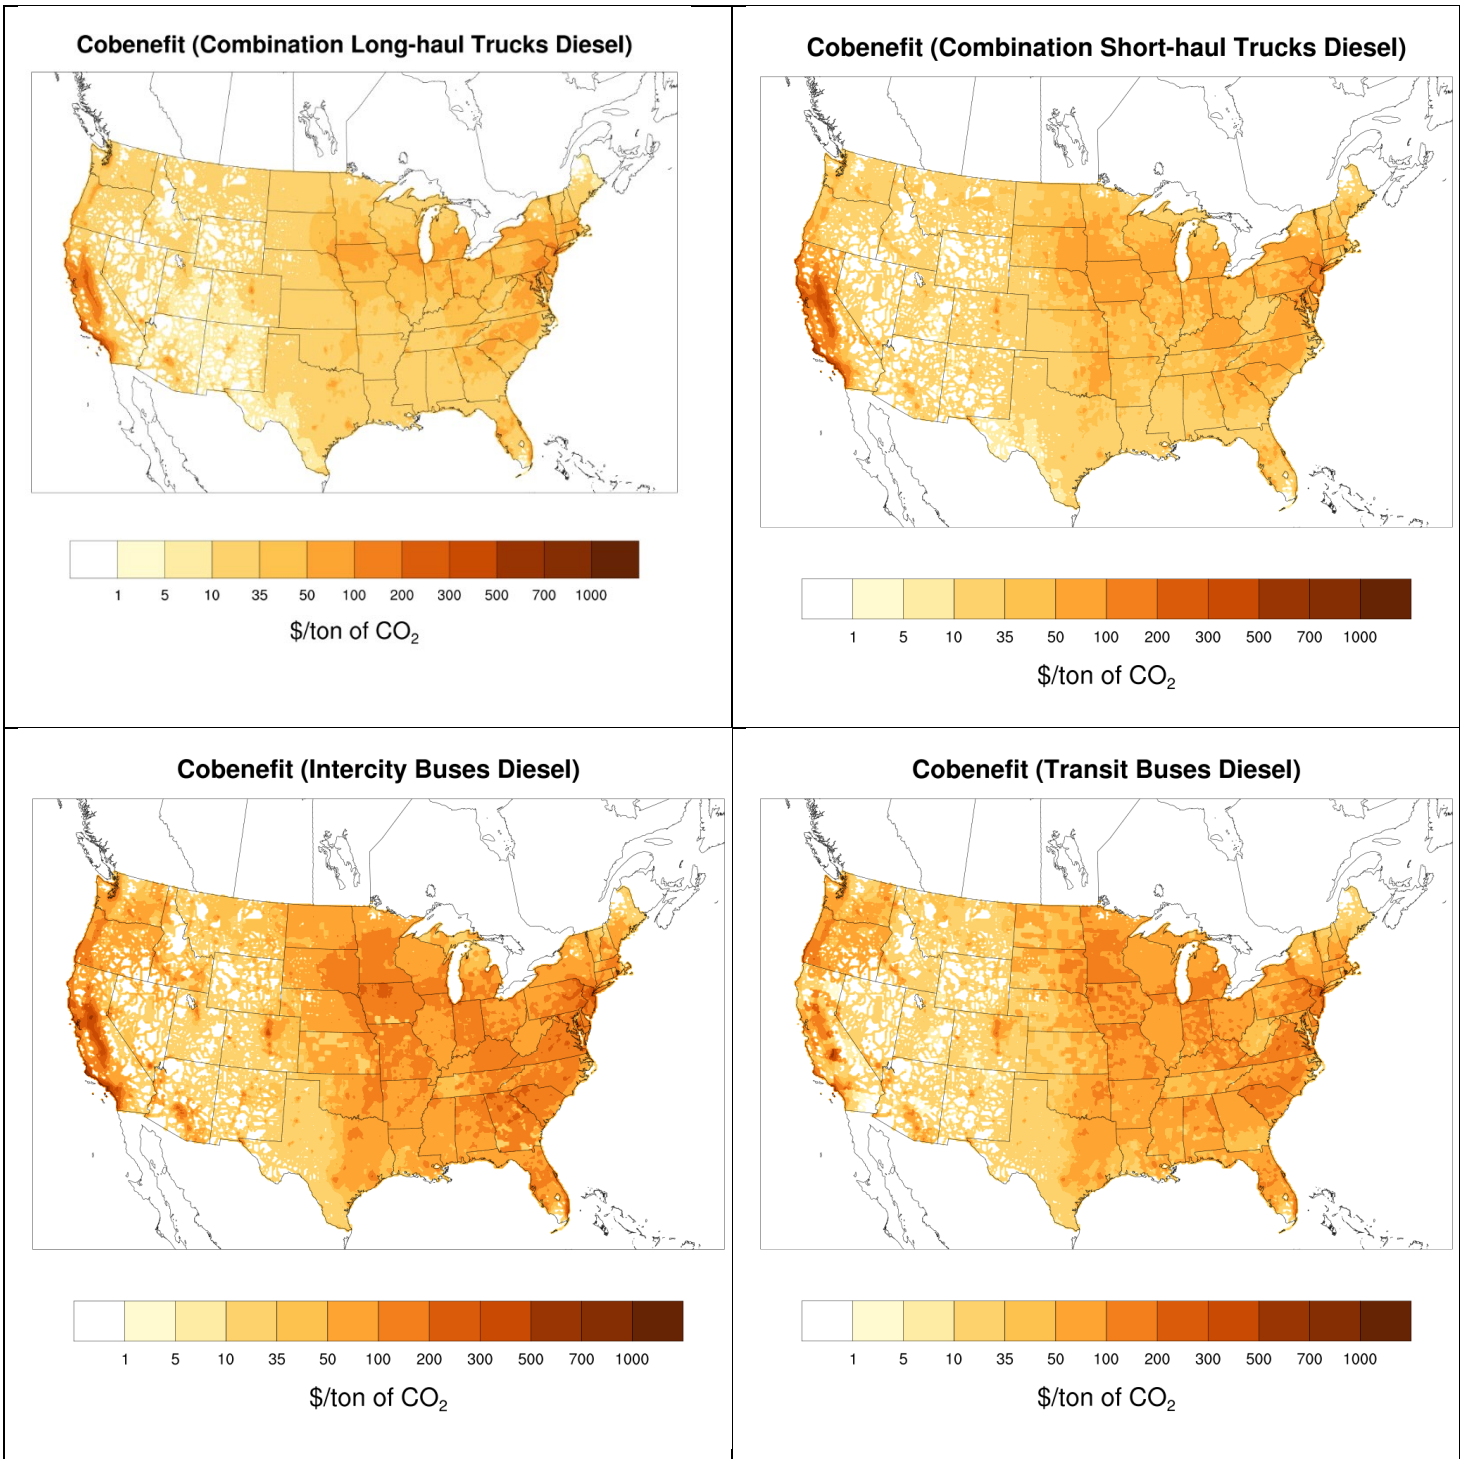 Cobenefit (Combination Long-haul Trucks Diesel)
1 5 10 35 50 100 200 300 500 700 1000
$/ton of CO₂
Cobenefit (Combination Short-haul Trucks Diesel)
1 5 10 35 50 100 200 300 500 700 1000
$/ton of CO₂
Cobenefit (Intercity Buses Diesel)
1 5 10 35 50 100 200 300 500 700 1000
$/ton of CO₂
Cobenefit (Transit Buses Diesel)
1 5 10 35 50 100 200 300 500 700 1000
$/ton of CO₂